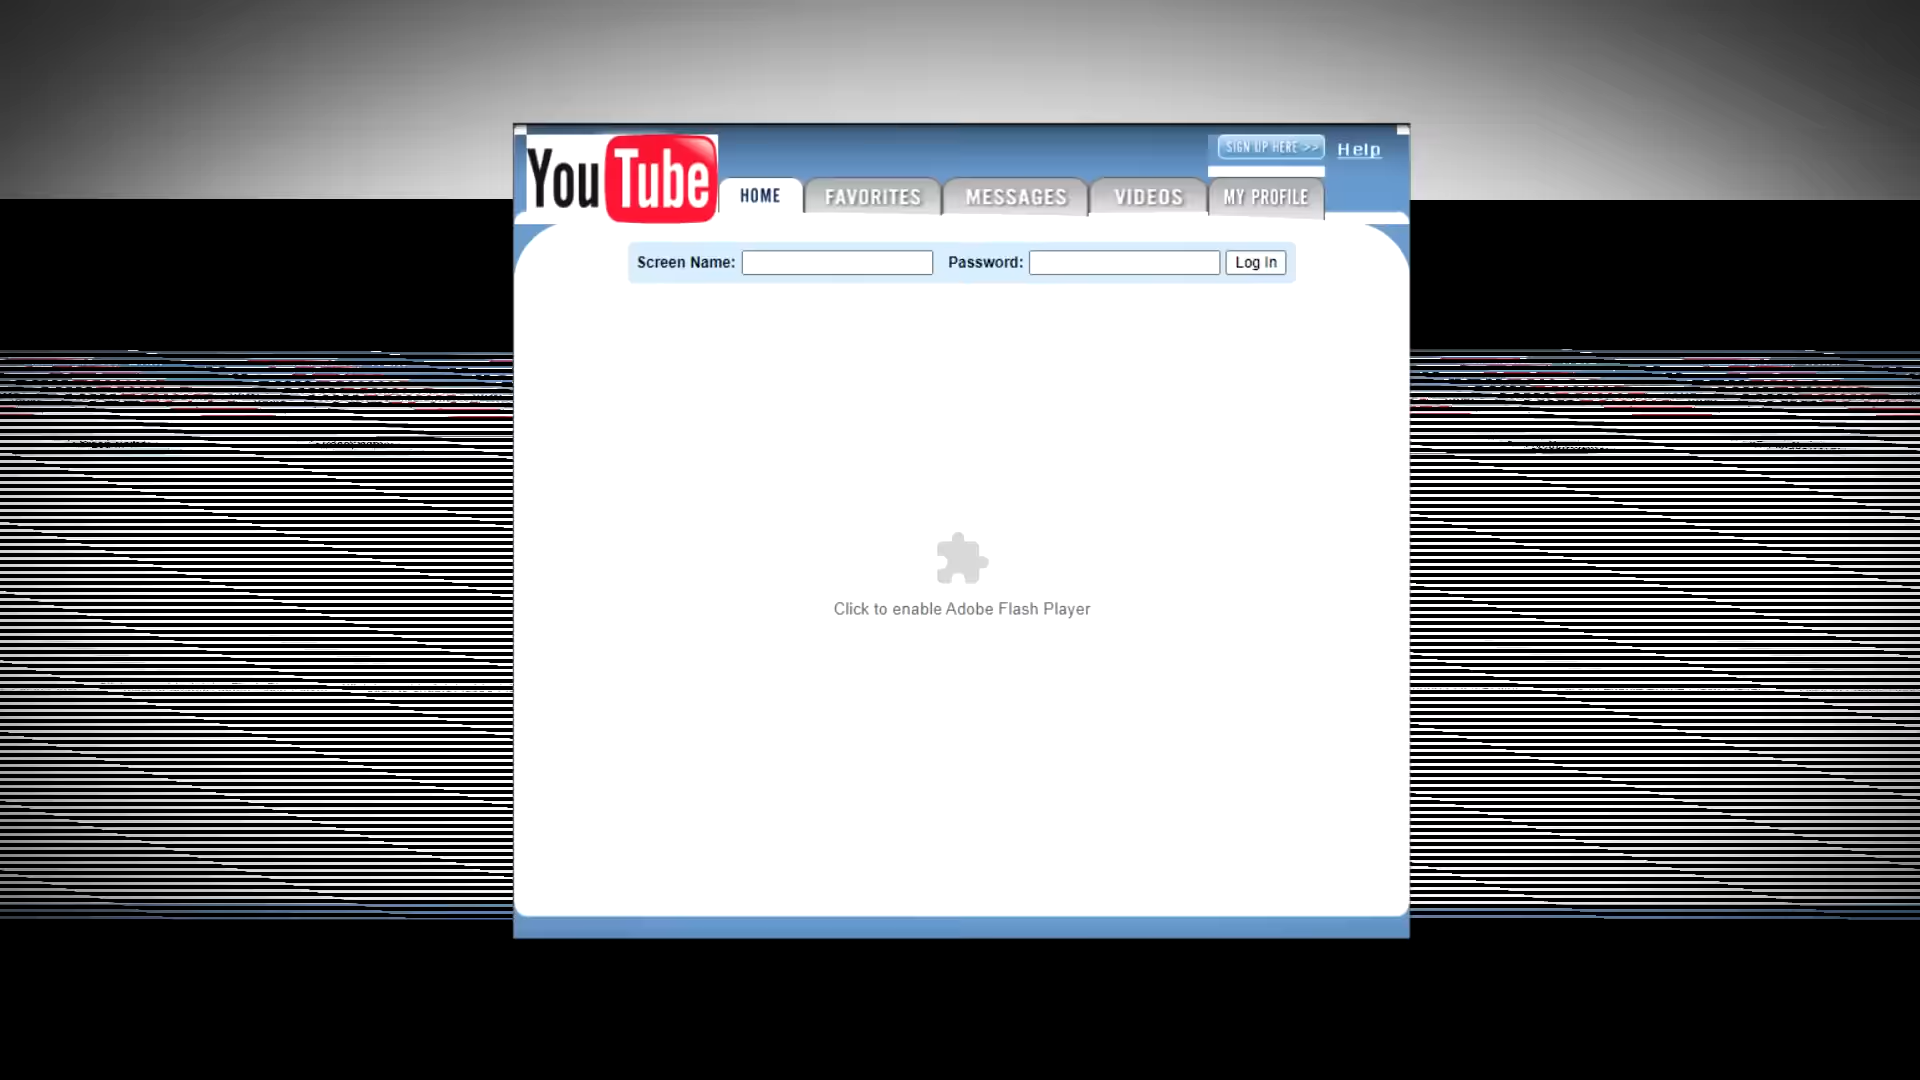 YouTube
SIGN UP HERE >> Help
HOME FAVORITES MESSAGES VIDEOS MY PROFILE
Screen Name: Password: Log In
Click to enable Adobe Flash Player